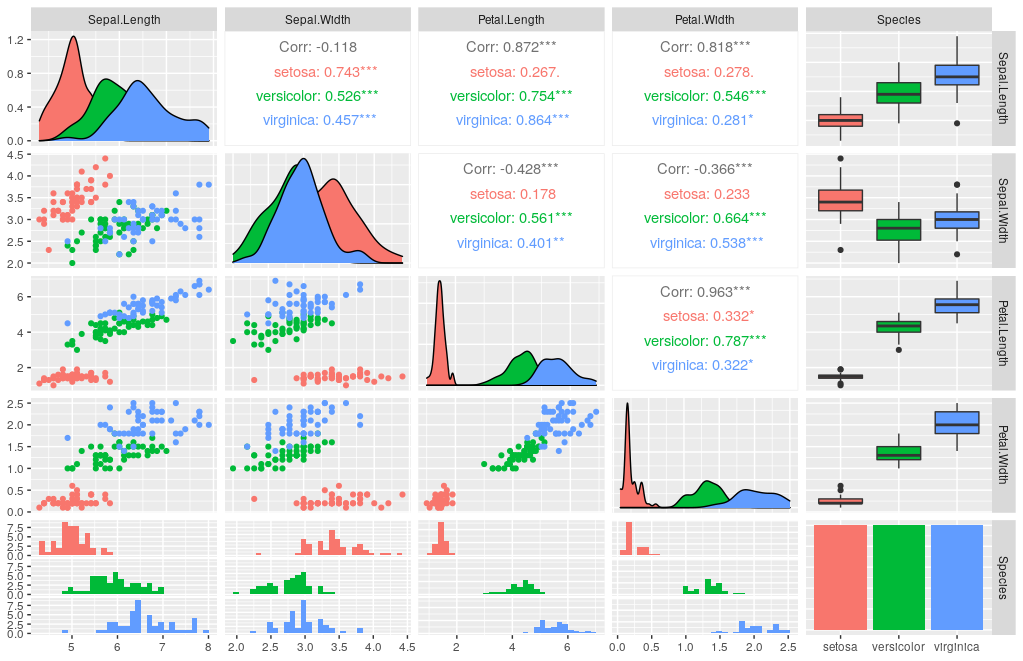 Sepal.Length Sepal.Width Petal.Length Petal.Width Species
1.2
0.8
0.4
0.0
Corr: -0.118
setosa: 0.743***
versicolor: 0.526***
virginica: 0.457***
Corr: 0.872***
setosa: 0.267.
versicolor: 0.754***
virginica: 0.864***
Corr: 0.818***
setosa: 0.278.
versicolor: 0.546***
virginica: 0.281*
Sepal.Length
4.5
4.0
3.5
3.0
2.5
2.0
Corr: -0.428***
setosa: 0.178
versicolor: 0.561***
virginica: 0.401**
Corr: -0.366***
setosa: 0.233
versicolor: 0.664***
virginica: 0.538***
Sepal.Width
6
4
2
Corr: 0.963***
setosa: 0.332*
versicolor: 0.787***
virginica: 0.322*
Petal.Length
2.5
2.0
1.5
1.0
0.5
0.0
Petal.Width
7.5
5.0
2.5
0.0
7.5
5.0
2.5
0.0
7.5
5.0
2.5
0.0
Species
5 6 7 8 2.0 2.5 3.0 3.5 4.0 4.5 2 4 6 0.0 0.5 1.0 1.5 2.0 2.5 setosa versicolor virginica